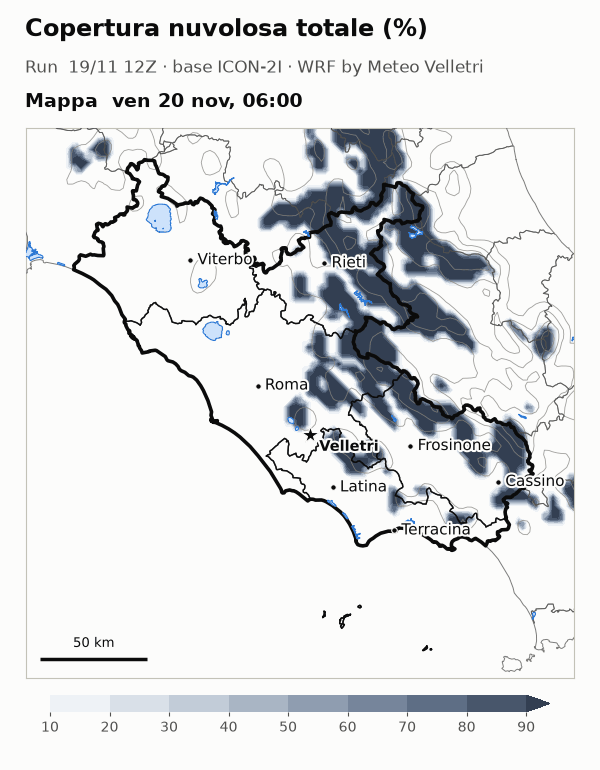 Copertura nuvolosa totale (%)
Run  19/11 12Z · base ICON-2I · WRF by Meteo Velletri
Mappa  ven 20 nov, 06:00
Viterbo
Rieti
Roma
Velletri
Frosinone
Latina
Cassino
Terracina
50 km
10 20 30 40 50 60 70 80 90